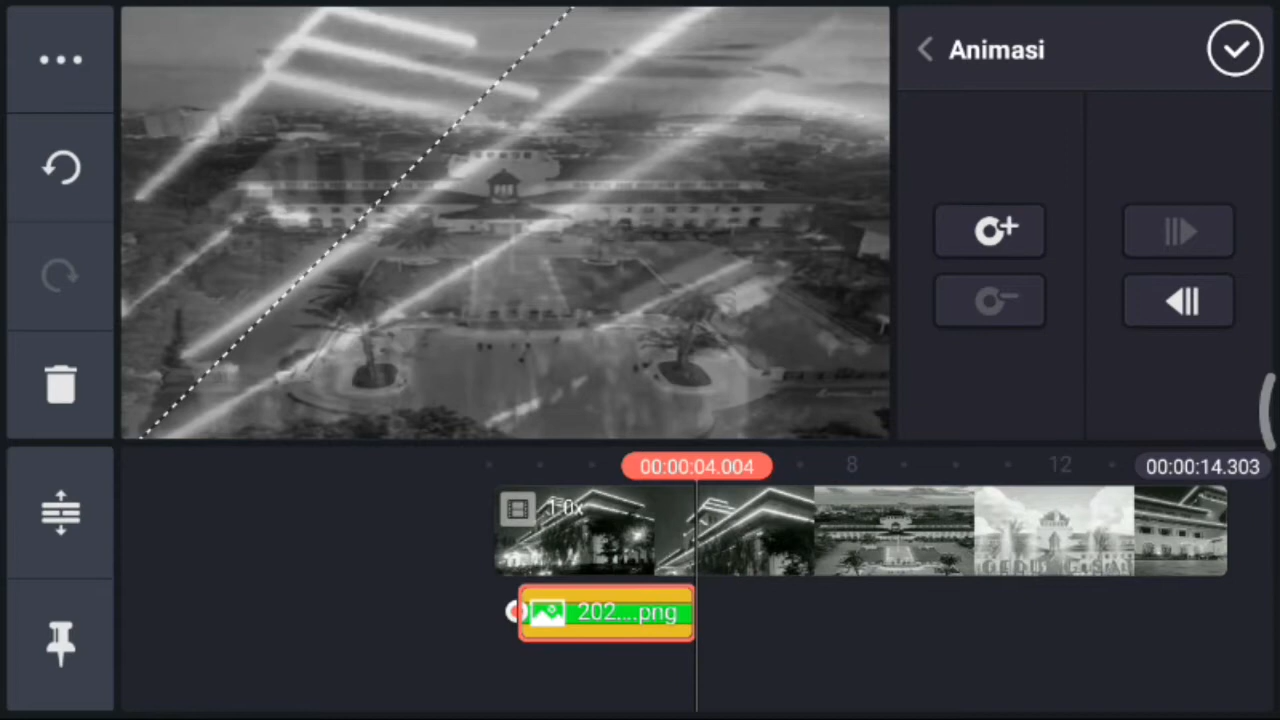 Animasi
00:00:04.004
8
12
00:00:14.303
1.0x
202....png